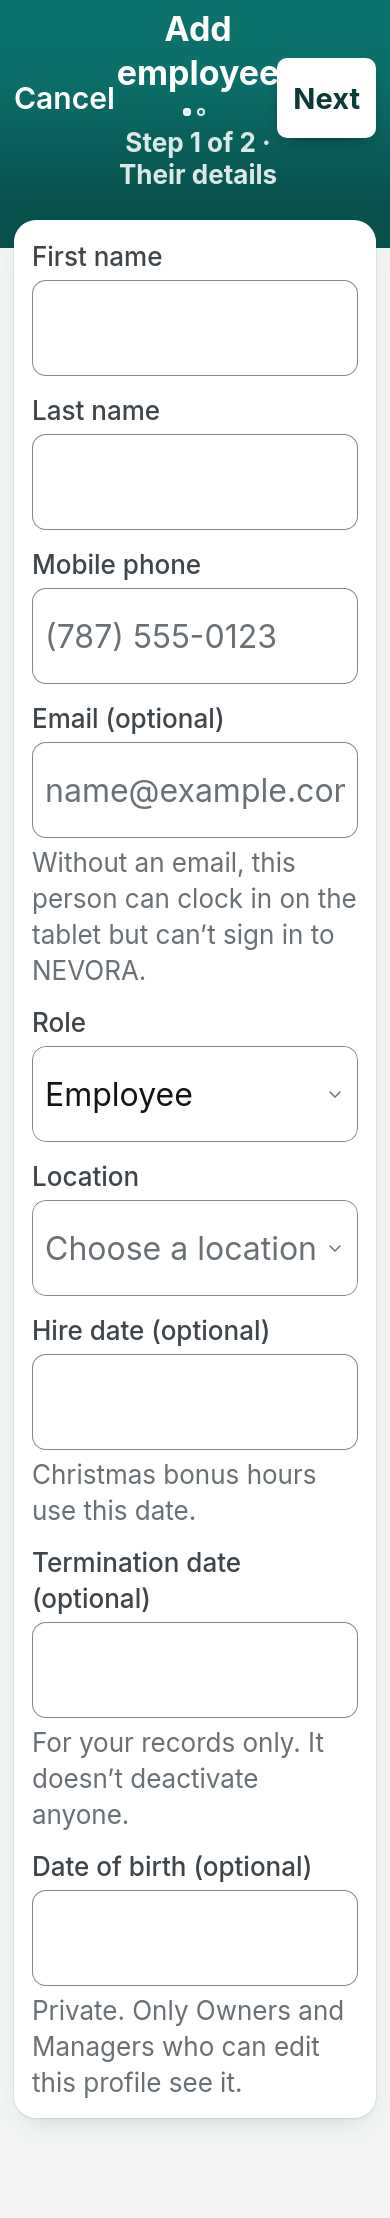 Cancel
Add
employee
Step 1 of 2 ·
Their details
Next
First name
Last name
Mobile phone
(787) 555-0123
Email (optional)
name@example.com
Without an email, this
person can clock in on the
tablet but can’t sign in to
NEVORA.
Role
Employee
Location
Choose a location
Hire date (optional)
Christmas bonus hours
use this date.
Termination date
(optional)
For your records only. It
doesn’t deactivate
anyone.
Date of birth (optional)
Private. Only Owners and
Managers who can edit
this profile see it.